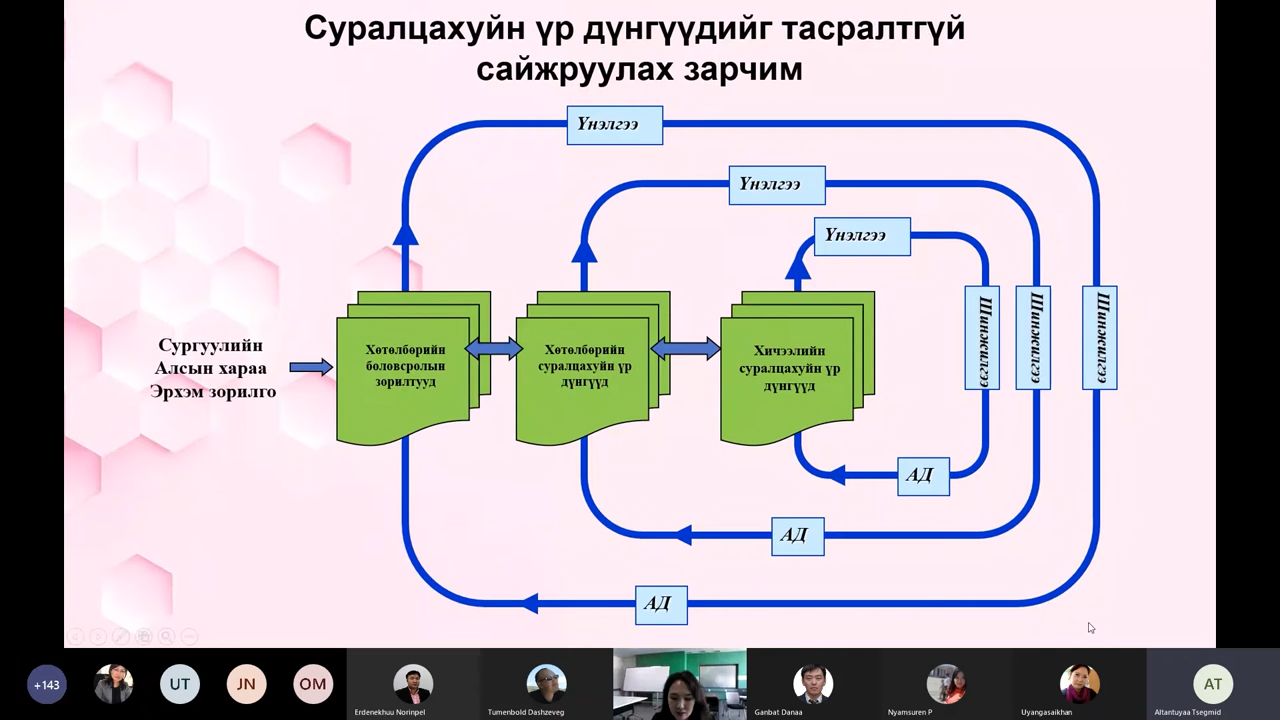 Суралцахуйн үр дүнгүүдийг тасралтгүй
сайжруулах зарчим
Үнэлгээ
Үнэлгээ
Үнэлгээ
Сургуулийн
Алсын хараа
Эрхэм зорилго
Хөтөлбөрийн
боловсролын
зорилтууд
Хөтөлбөрийн
суралцахуйн үр
дүнгүүд
Хичээлийн
суралцахуйн үр
дүнгүүд
Шинжилгээ
Шинжилгээ
Шинжилгээ
АД
АД
АД
+143
UT
JN
OM
Erdenekhuu Norinpel
Tumenbold Dashzeveg
Ganbat Danaa
Nyamsuren P
Uyangasaikhan
AT
Altantuyaa Tsegmid